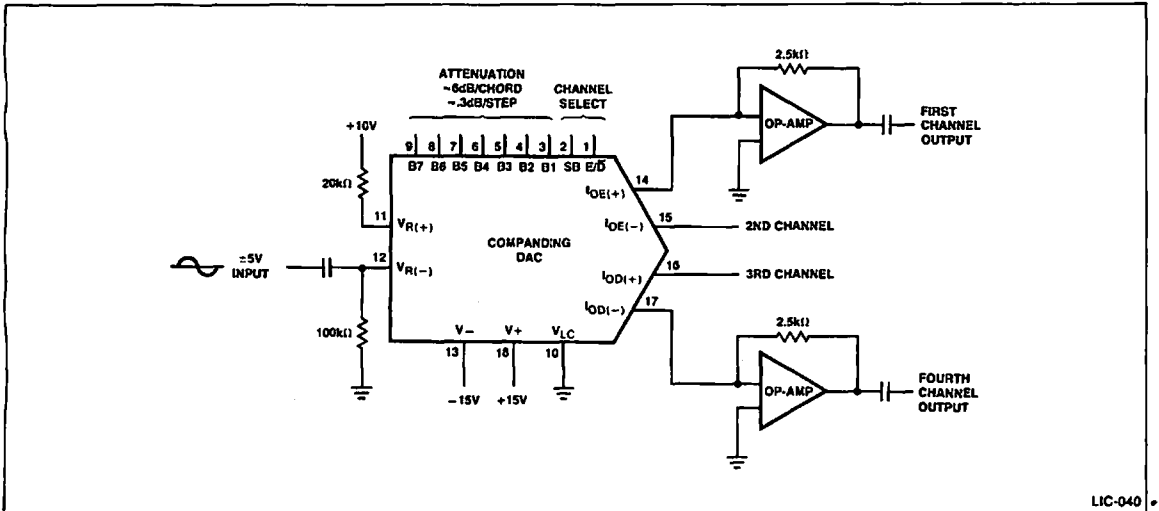 ATTENUATION
~6dB/CHORD
~.3dB/STEP
CHANNEL
SELECT
+10V
20kΩ
9 8 7 6 5 4 3 2 1
B7 B6 B5 B4 B3 B2 B1 SB E/D̅
11 VR(+)
±5V
INPUT
12 VR(−)
100kΩ
COMPANDING
DAC
V− V+ VLC
13 18 10
−15V +15V
14
IOE(+)
15
IOE(−)
2ND CHANNEL
16
IOD(+)
3RD CHANNEL
17
IOD(−)
2.5kΩ
OP-AMP
FIRST
CHANNEL
OUTPUT
2.5kΩ
OP-AMP
FOURTH
CHANNEL
OUTPUT
LIC-040